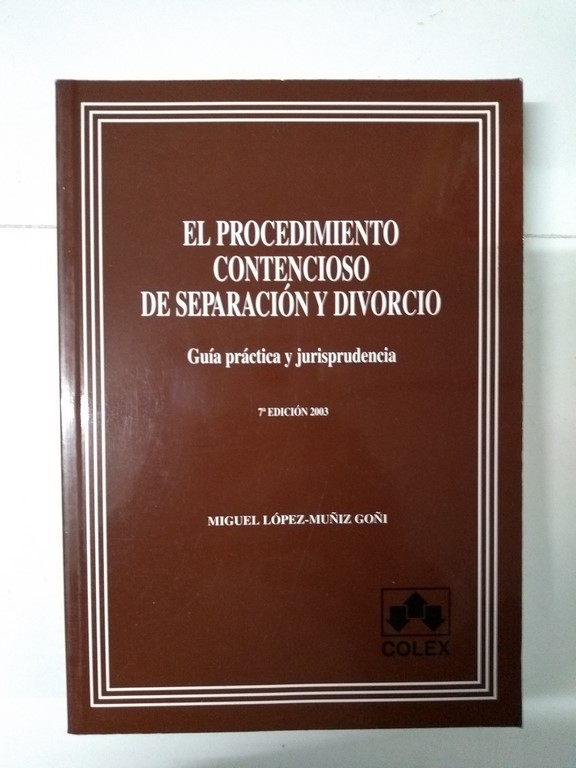 EL PROCEDIMIENTO
CONTENCIOSO
DE SEPARACIÓN Y DIVORCIO
Guía práctica y jurisprudencia
7ª EDICIÓN 2003
MIGUEL LÓPEZ-MUÑIZ GOÑI
COLEX